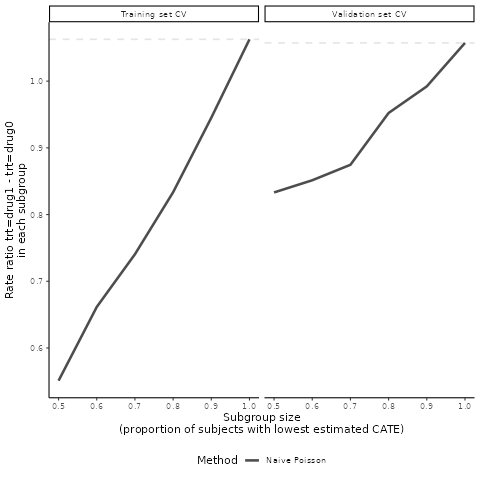 Training set CV
Validation set CV
Rate ratio trt=drug1 - trt=drug0
in each subgroup
1.0
0.9
0.8
0.7
0.6
0.5 0.6 0.7 0.8 0.9 1.0
0.5 0.6 0.7 0.8 0.9 1.0
Subgroup size
(proportion of subjects with lowest estimated CATE)
Method Naive Poisson